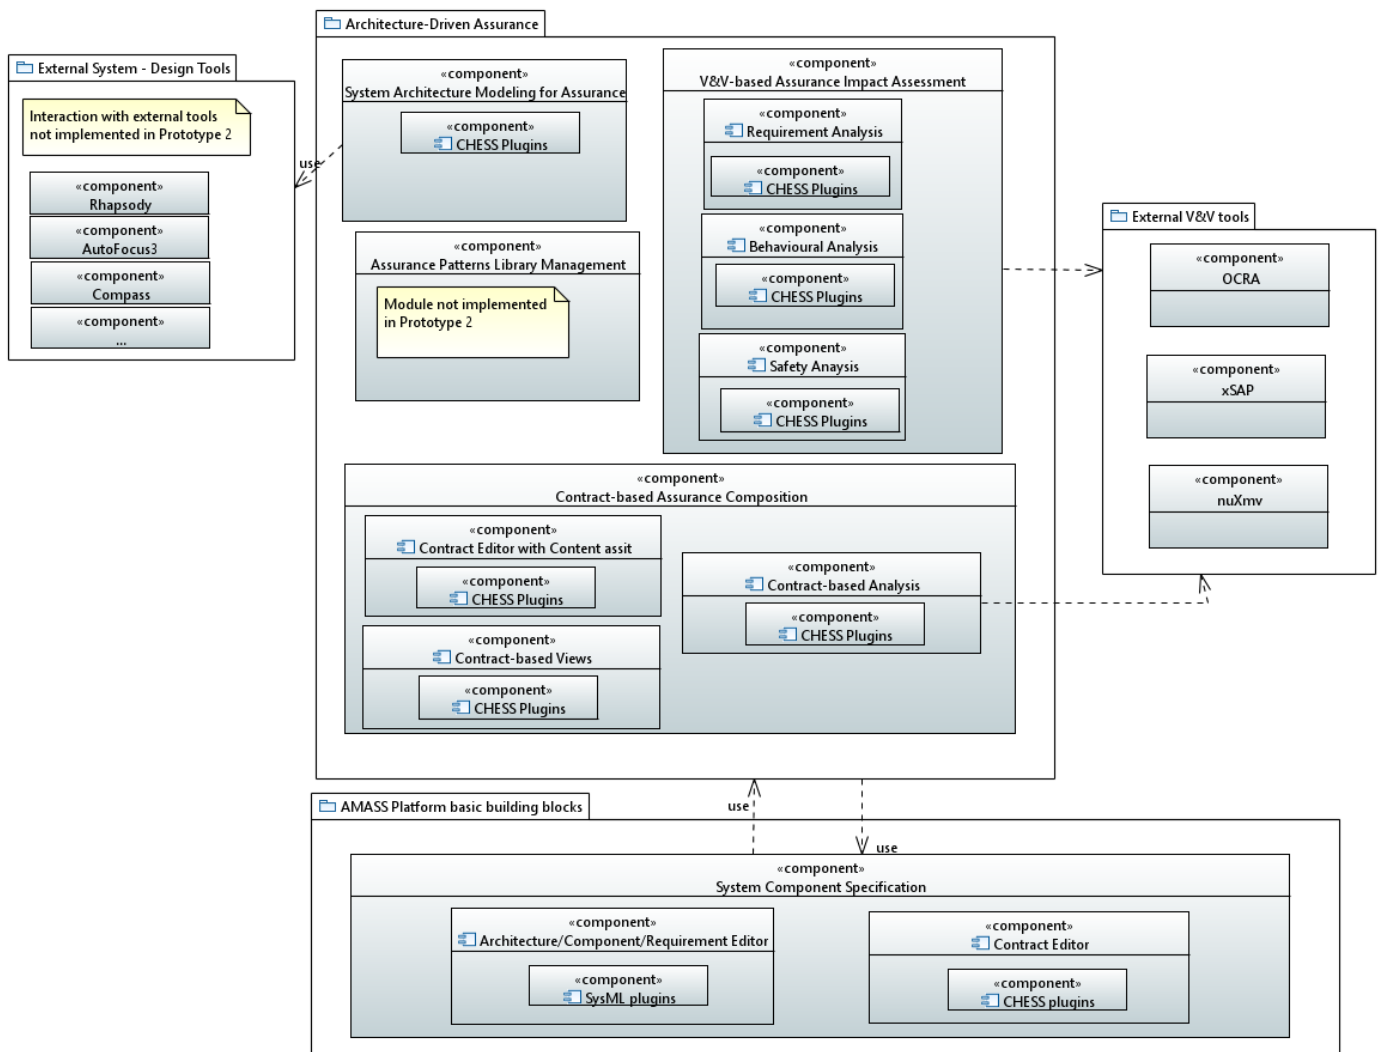 Architecture-Driven Assurance
External System - Design Tools
Interaction with external tools
not implemented in Prototype 2
«component»
Rhapsody
«component»
AutoFocus3
«component»
Compass
«component»
...
use
«component»
System Architecture Modeling for Assurance
«component»
CHESS Plugins
«component»
Assurance Patterns Library Management
Module not implemented
in Prototype 2
«component»
V&V-based Assurance Impact Assessment
«component»
Requirement Analysis
«component»
CHESS Plugins
«component»
Behavioural Analysis
«component»
CHESS Plugins
«component»
Safety Anaysis
«component»
CHESS Plugins
External V&V tools
«component»
OCRA
«component»
xSAP
«component»
nuXmv
«component»
Contract-based Assurance Composition
«component»
Contract Editor with Content assit
«component»
CHESS Plugins
«component»
Contract-based Views
«component»
CHESS Plugins
«component»
Contract-based Analysis
«component»
CHESS Plugins
use
use
AMASS Platform basic building blocks
«component»
System Component Specification
«component»
Architecture/Component/Requirement Editor
«component»
SysML plugins
«component»
Contract Editor
«component»
CHESS plugins